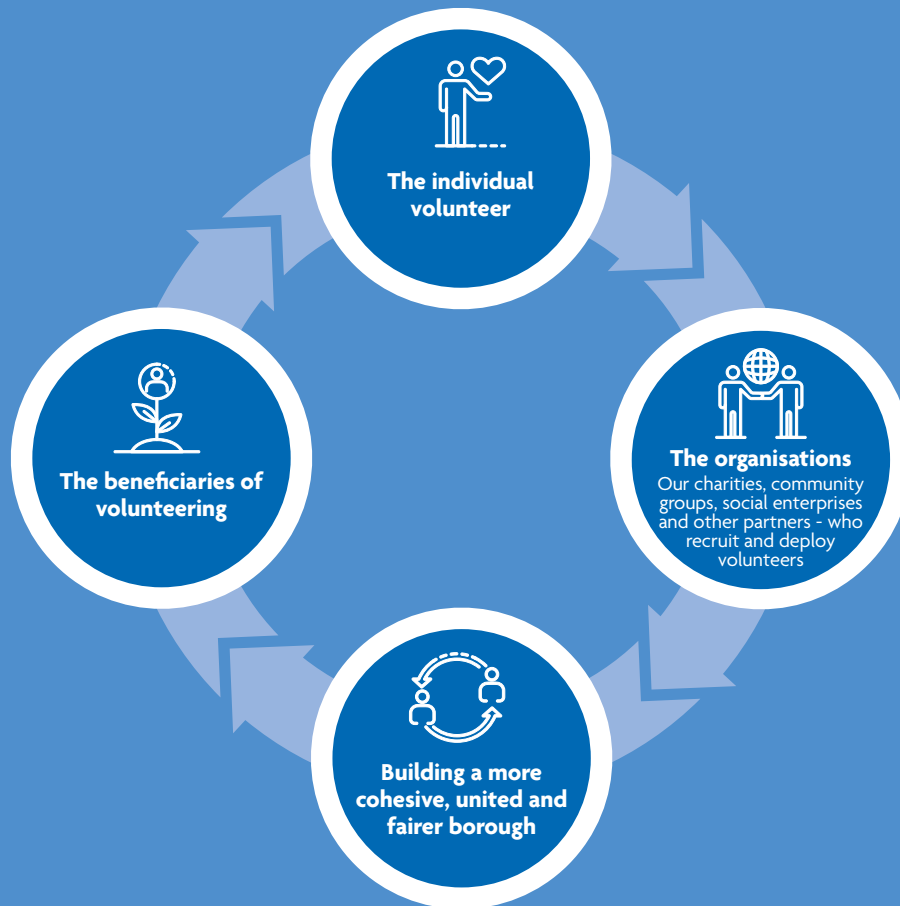 The individual
volunteer
The organisations
Our charities, community
groups, social enterprises
and other partners - who
recruit and deploy
volunteers
Building a more
cohesive, united and
fairer borough
The beneficiaries of
volunteering